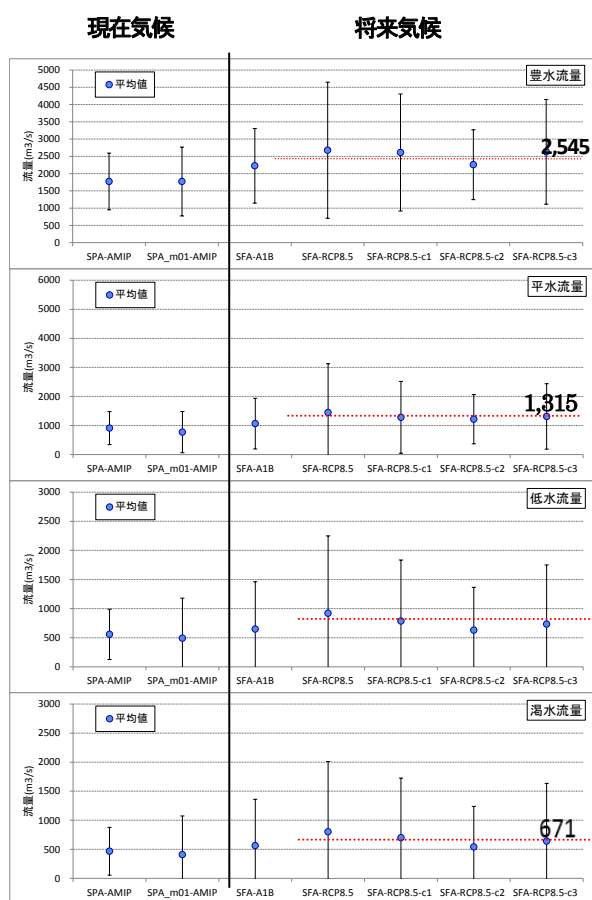 現在気候 将来気候
豊水流量
平均値
流量(m3/s)
5000
4500
4000
3500
3000
2500
2000
1500
1000
500
0
2,545
SPA-AMIP SPA_m01-AMIP SFA-A1B SFA-RCP8.5 SFA-RCP8.5-c1 SFA-RCP8.5-c2 SFA-RCP8.5-c3
平水流量
平均値
流量(m3/s)
6000
5000
4000
3000
2000
1000
0
1,315
SPA-AMIP SPA_m01-AMIP SFA-A1B SFA-RCP8.5 SFA-RCP8.5-c1 SFA-RCP8.5-c2 SFA-RCP8.5-c3
低水流量
平均値
流量(m3/s)
3000
2500
2000
1500
1000
500
0
SPA-AMIP SPA_m01-AMIP SFA-A1B SFA-RCP8.5 SFA-RCP8.5-c1 SFA-RCP8.5-c2 SFA-RCP8.5-c3
渇水流量
平均値
流量(m3/s)
3000
2500
2000
1500
1000
500
0
671
SPA-AMIP SPA_m01-AMIP SFA-A1B SFA-RCP8.5 SFA-RCP8.5-c1 SFA-RCP8.5-c2 SFA-RCP8.5-c3